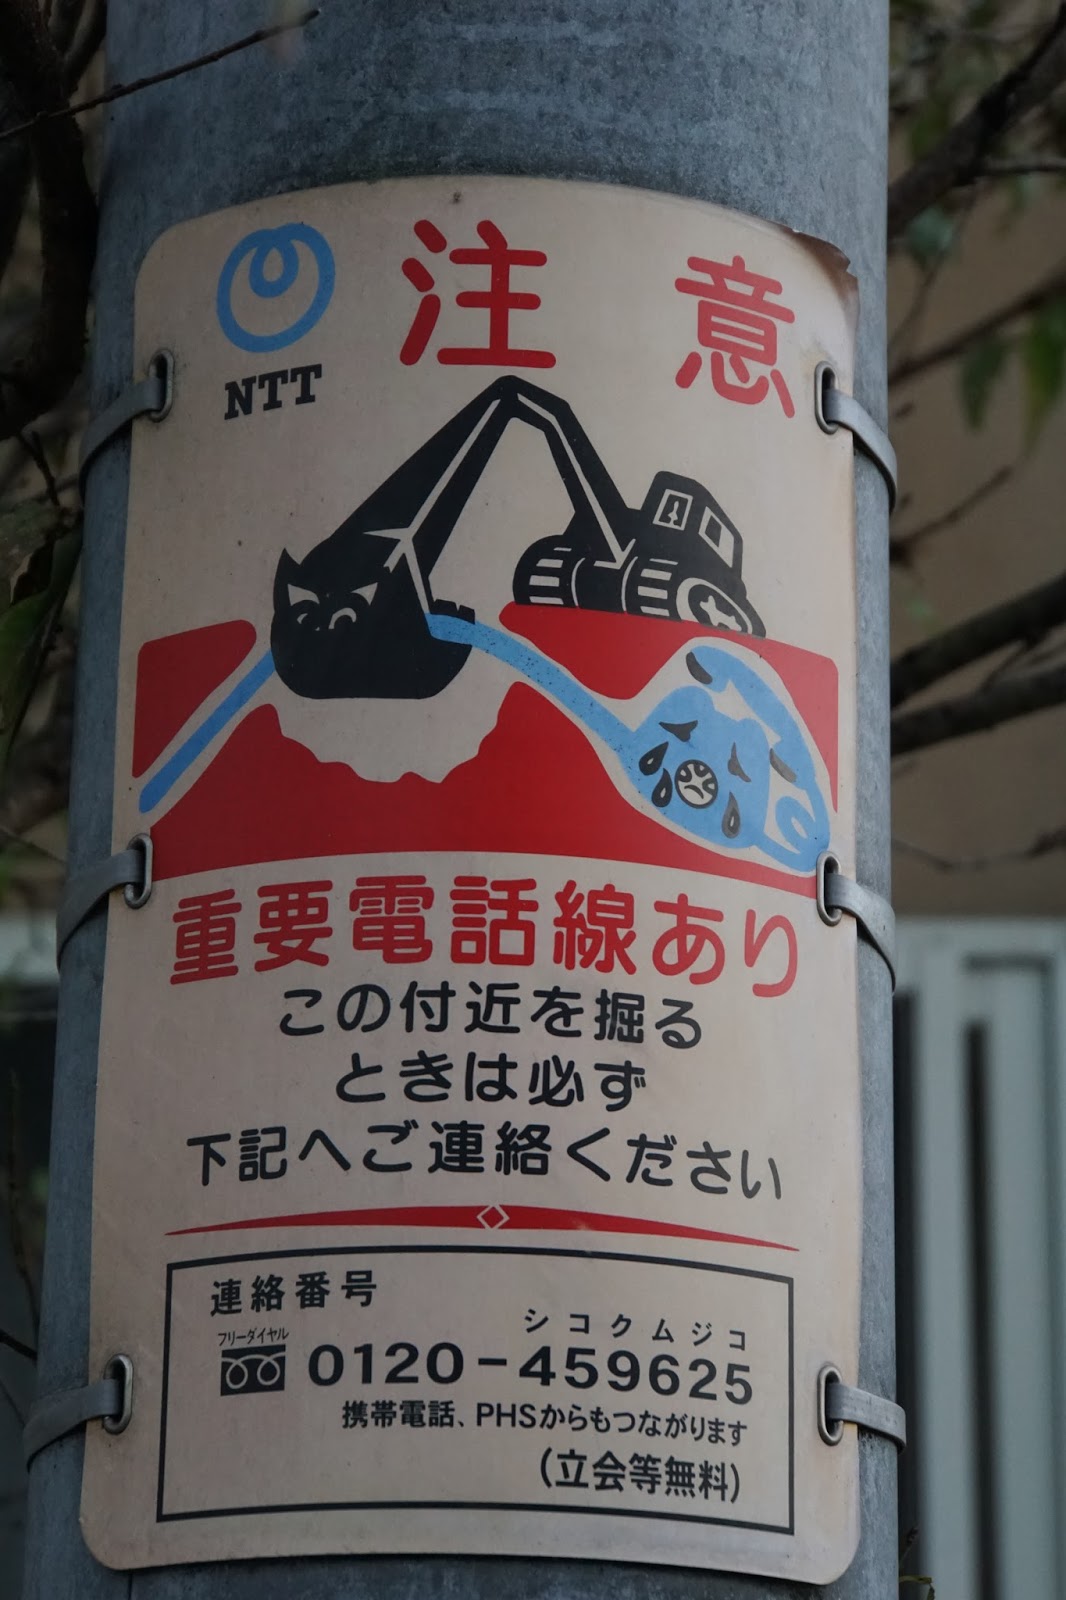 注意
NTT
重要電話線あり
この付近を掘る
ときは必ず
下記へご連絡ください
連絡番号
シコクムジコ
フリーダイヤル
0120-459625
携帯電話、PHSからもつながります
(立会等無料)